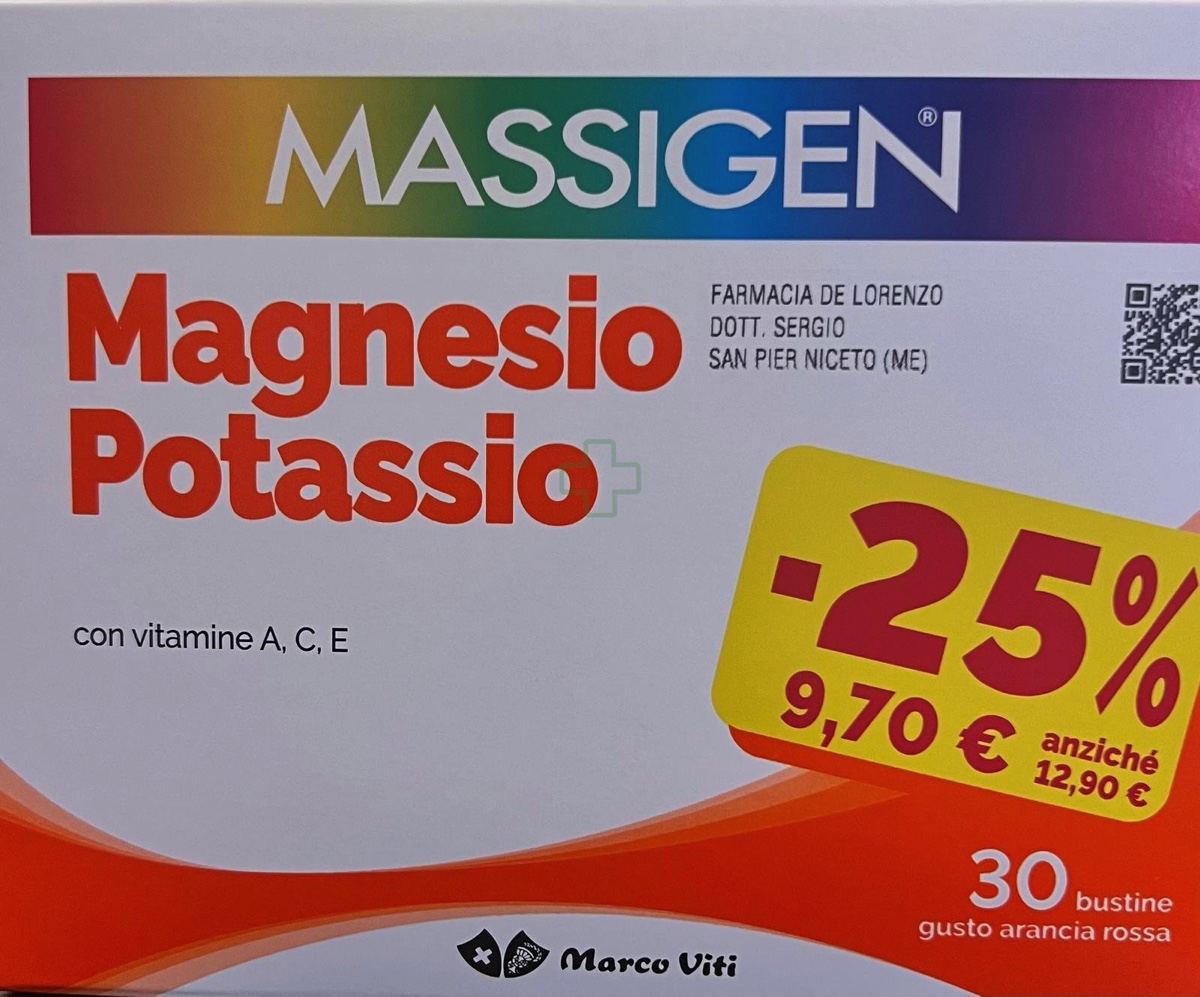 MASSIGEN®
Magnesio
Potassio
FARMACIA DE LORENZO
DOTT. SERGIO
SAN PIER NICETO (ME)
con vitamine A, C, E
-25%
9,70 € anziché
12,90 €
30 bustine
gusto arancia rossa
Marco Viti